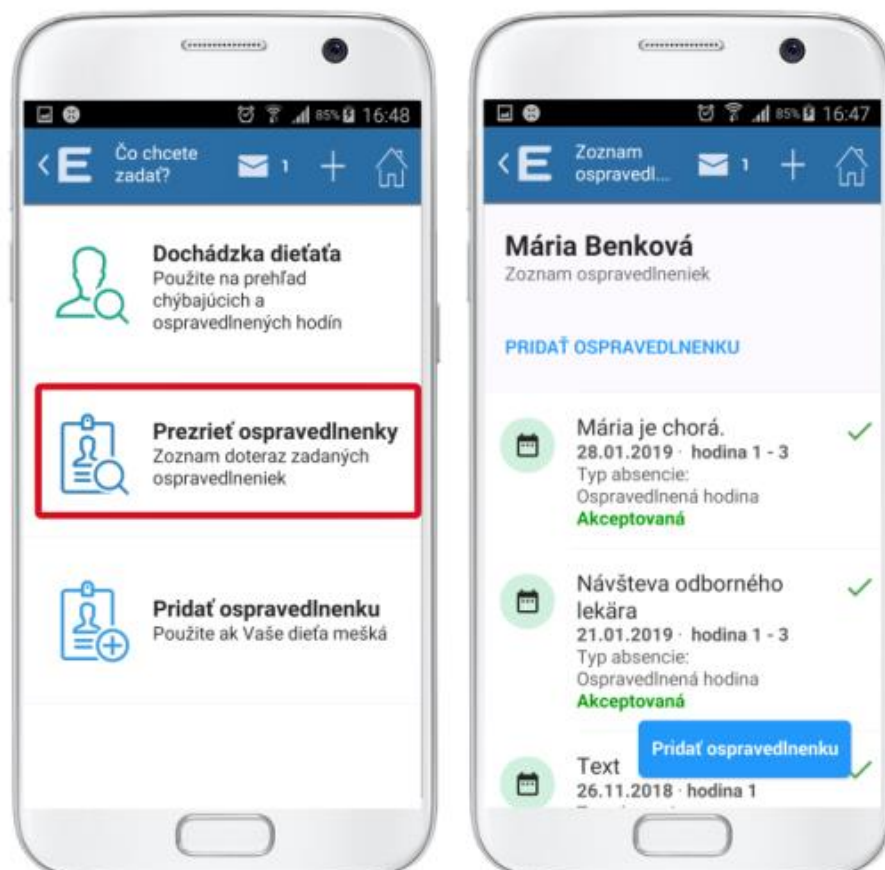 85% 16:48
E
Čo chcete
zadať?
1
Dochádzka dieťaťa
Použite na prehľad
chýbajúcich a
ospravedlnených hodín
Prezrieť ospravedlnenky
Zoznam doteraz zadaných
ospravedlneniek
Pridať ospravedlnenku
Použite ak Vaše dieťa mešká
85% 16:47
E
Zoznam
ospravedl...
1
Mária Benková
Zoznam ospravedlneniek
PRIDAŤ OSPRAVEDLNENKU
Mária je chorá.
28.01.2019 · hodina 1 - 3
Typ absencie:
Ospravedlnená hodina
Akceptovaná
Návšteva odborného
lekára
21.01.2019 · hodina 1 - 3
Typ absencie:
Ospravedlnená hodina
Akceptovaná
Pridať ospravedlnenku
Text
26.11.2018 · hodina 1